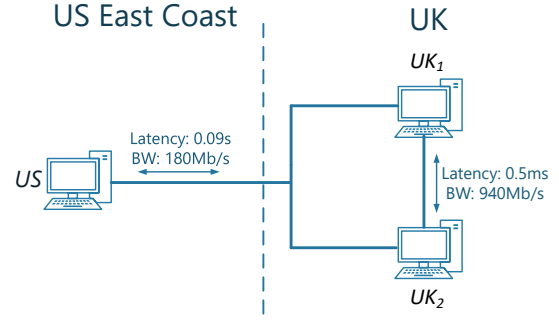 US East Coast
UK
UK1
Latency: 0.09s
BW: 180Mb/s
US
Latency: 0.5ms
BW: 940Mb/s
UK2